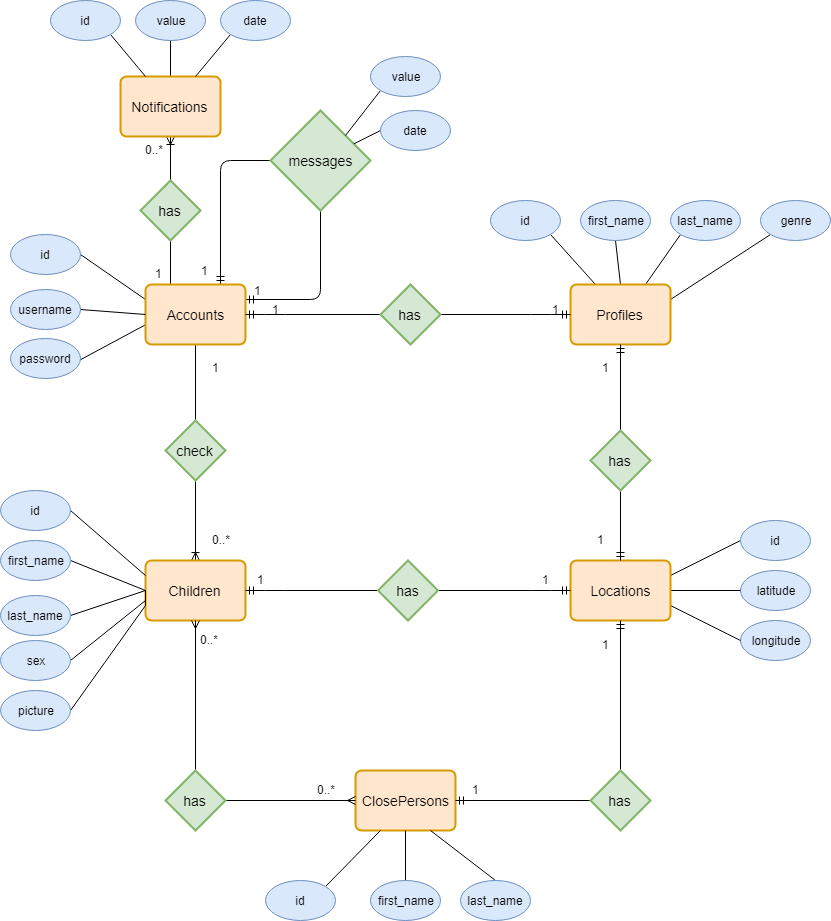 id
value
date
Notifications
0..*
has
1
messages
value
date
1
1
id
username
password
Accounts
1
has
1
id
first_name
last_name
genre
Profiles
1
1
check
has
0..*
1
id
first_name
last_name
sex
picture
Children
1
has
1
Locations
id
latitude
longitude
0..*
1
has
0..*
ClosePersons
1
has
id
first_name
last_name